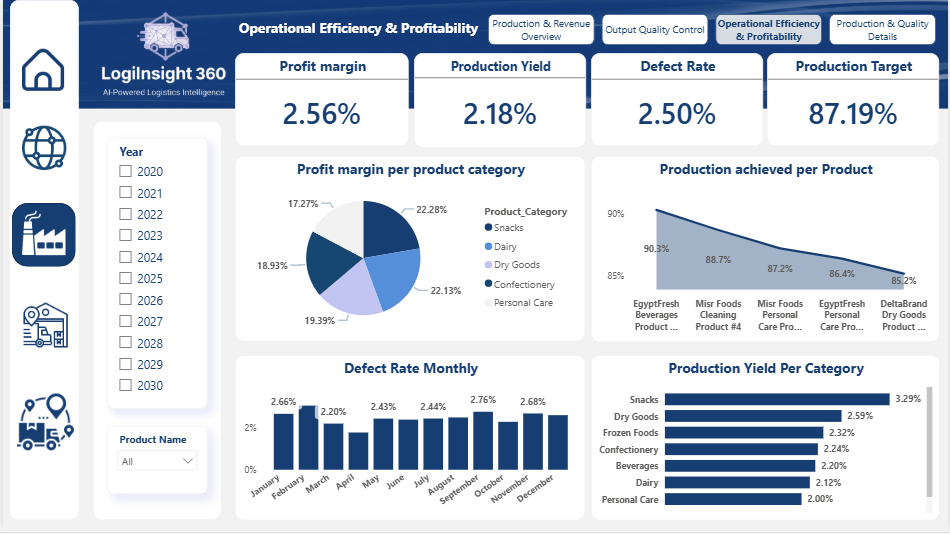 LogiInsight 360
AI-Powered Logistics Intelligence
Operational Efficiency & Profitability
Production & Revenue
Overview
Output Quality Control
Operational Efficiency
& Profitability
Production & Quality
Details
Profit margin
2.56%
Production Yield
2.18%
Defect Rate
2.50%
Production Target
87.19%
Year
2020
2021
2022
2023
2024
2025
2026
2027
2028
2029
2030
Product Name
All
Profit margin per product category
17.27%
22.28%
18.93%
22.13%
19.39%
Product_Category
Snacks
Dairy
Dry Goods
Confectionery
Personal Care
Production achieved per Product
90%
85%
90.3%
88.7%
87.2%
86.4%
85.2%
EgyptFresh
Beverages
Product ...
Misr Foods
Cleaning
Product #4
Misr Foods
Personal
Care Pro...
EgyptFresh
Personal
Care Pro...
DeltaBrand
Dry Goods
Product ...
Defect Rate Monthly
2%
0%
2.66%
2.20%
2.43%
2.44%
2.76%
2.68%
January
February
March
April
May
June
July
August
September
October
November
December
Production Yield Per Category
Snacks 3.29%
Dry Goods 2.59%
Frozen Foods 2.32%
Confectionery 2.24%
Beverages 2.20%
Dairy 2.12%
Personal Care 2.00%